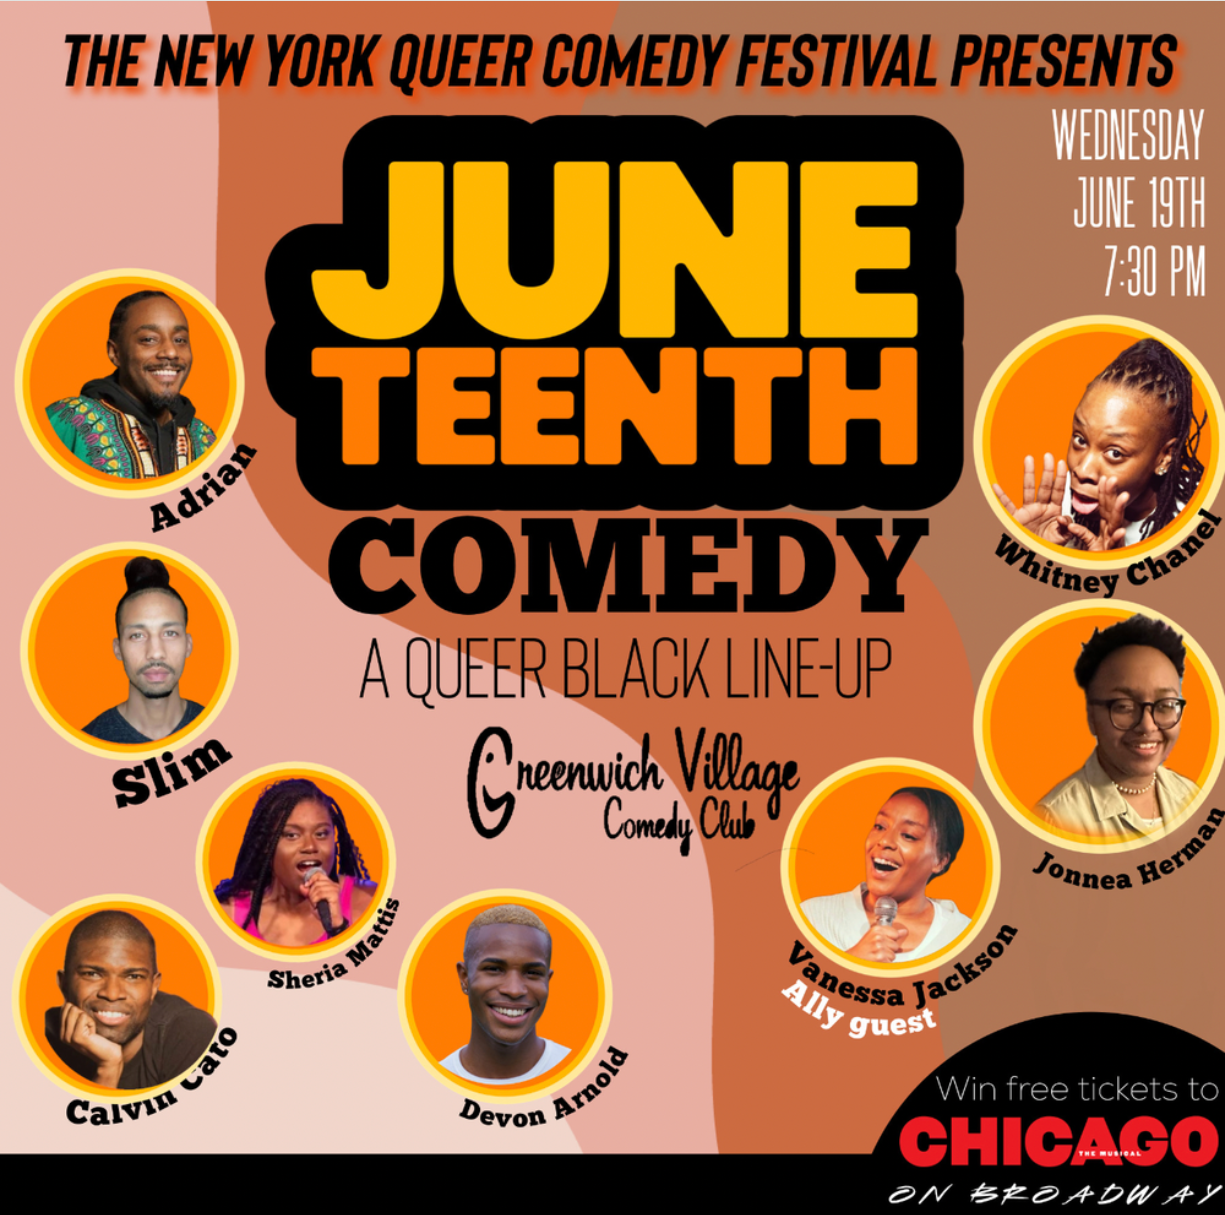 THE NEW YORK QUEER COMEDY FESTIVAL PRESENTS
WEDNESDAY
JUNE 19TH
7:30 PM
JUNE
TEENTH
COMEDY
A QUEER BLACK LINE-UP
Greenwich Village
Comedy Club
Adrian
Slim
Sheria Mattis
Calvin Cato
Devon Arnold
Whitney Chanel
Jonnea Herman
Vanessa Jackson
Ally guest
Win free tickets to
CHICAGO
THE MUSICAL
ON BROADWAY